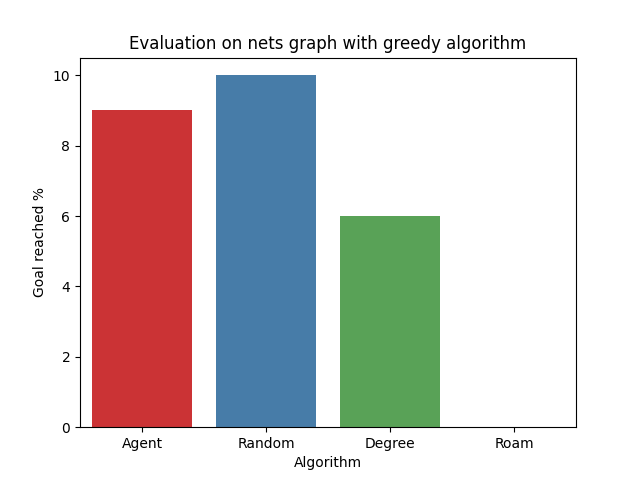 Evaluation on nets graph with greedy algorithm
Goal reached %
10
8
6
4
2
0
Agent
Random
Degree
Roam
Algorithm